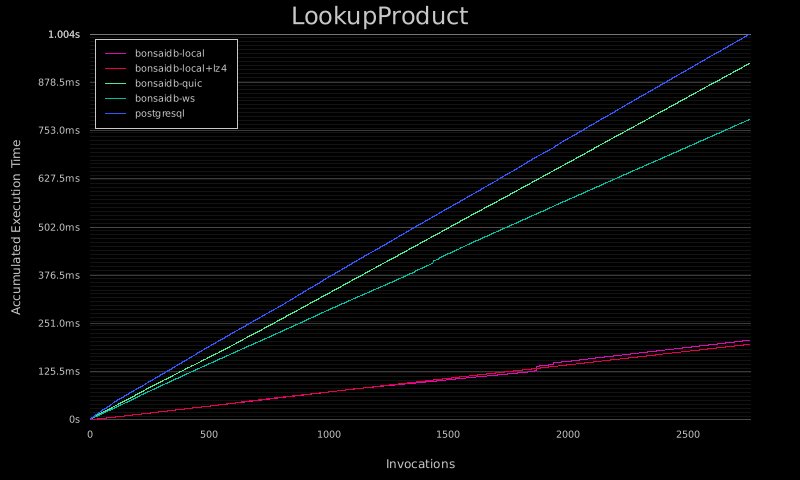 LookupProduct
1.004s
878.5ms
753.0ms
627.5ms
502.0ms
376.5ms
251.0ms
125.5ms
0s
bonsaidb-local
bonsaidb-local+lz4
bonsaidb-quic
bonsaidb-ws
postgresql
Accumulated Execution Time
0 500 1000 1500 2000 2500
Invocations